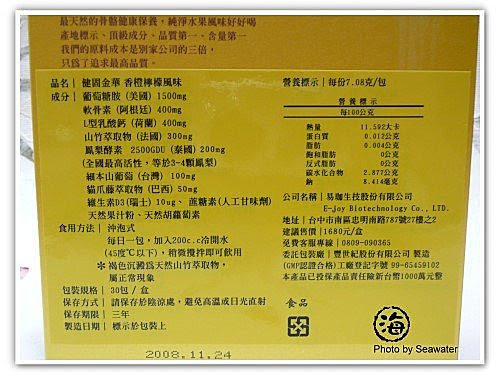 最天然的骨骼健康保養，純淨水果風味好好喝
產地標示、頂級成分、品質第一、含量第一
我們的原料成本是別家公司的三倍，
只為了追求最高品質。
品名｜健固金華 香橙檸檬風味
成分｜葡萄糖胺 (美國) 1500mg
軟骨素 (阿根廷) 400mg
L型乳酸鈣 (荷蘭) 400mg
山竹萃取物 (法國) 300mg
鳳梨酵素 2500GDU (泰國) 200mg
(全國最高活性，等於3-4顆鳳梨)
細本山葡萄 (台灣) 100mg
貓爪藤萃取物 (巴西) 50mg
維生素D3(瑞士) 10ug、蔗糖素(人工甘味劑)
天然果汁粉、天然胡蘿蔔素
食用方法｜沖泡式
每日一包，加入200c.c冷開水
(45度℃以下)，稍微攪拌即可飲用
＊褐色沉澱為天然山竹萃取物，
屬正常現象
包裝規格｜30包／盒
保存方式｜請保存於陰涼處，避免高溫或日光直射
保存期限｜三年
製造日期｜標示於包裝上
2008.11.24
營養標示｜每份7.08公克/包
營養標示
每100公克
熱量 11.592大卡
蛋白質 0.012公克
脂肪 0.004公克
飽和脂肪 0公克
反式脂肪 0公克
碳水化合物 2.877公克
鈉 8.414毫克
公司名稱｜易珈生技股份有限公司
E-joy Biotechnology Co., LTD.
地址｜台中市南區忠明南路787號27樓之2
建議售價｜1680元/盒
免費客服專線｜0809-090365
委託包裝廠｜豐世紀股份有限公司 製造
(GMP認證合格)工廠登記字號 99-65459102
本產品已投保產品責任險新台幣1000萬元整
食品
海
Photo by Seawater